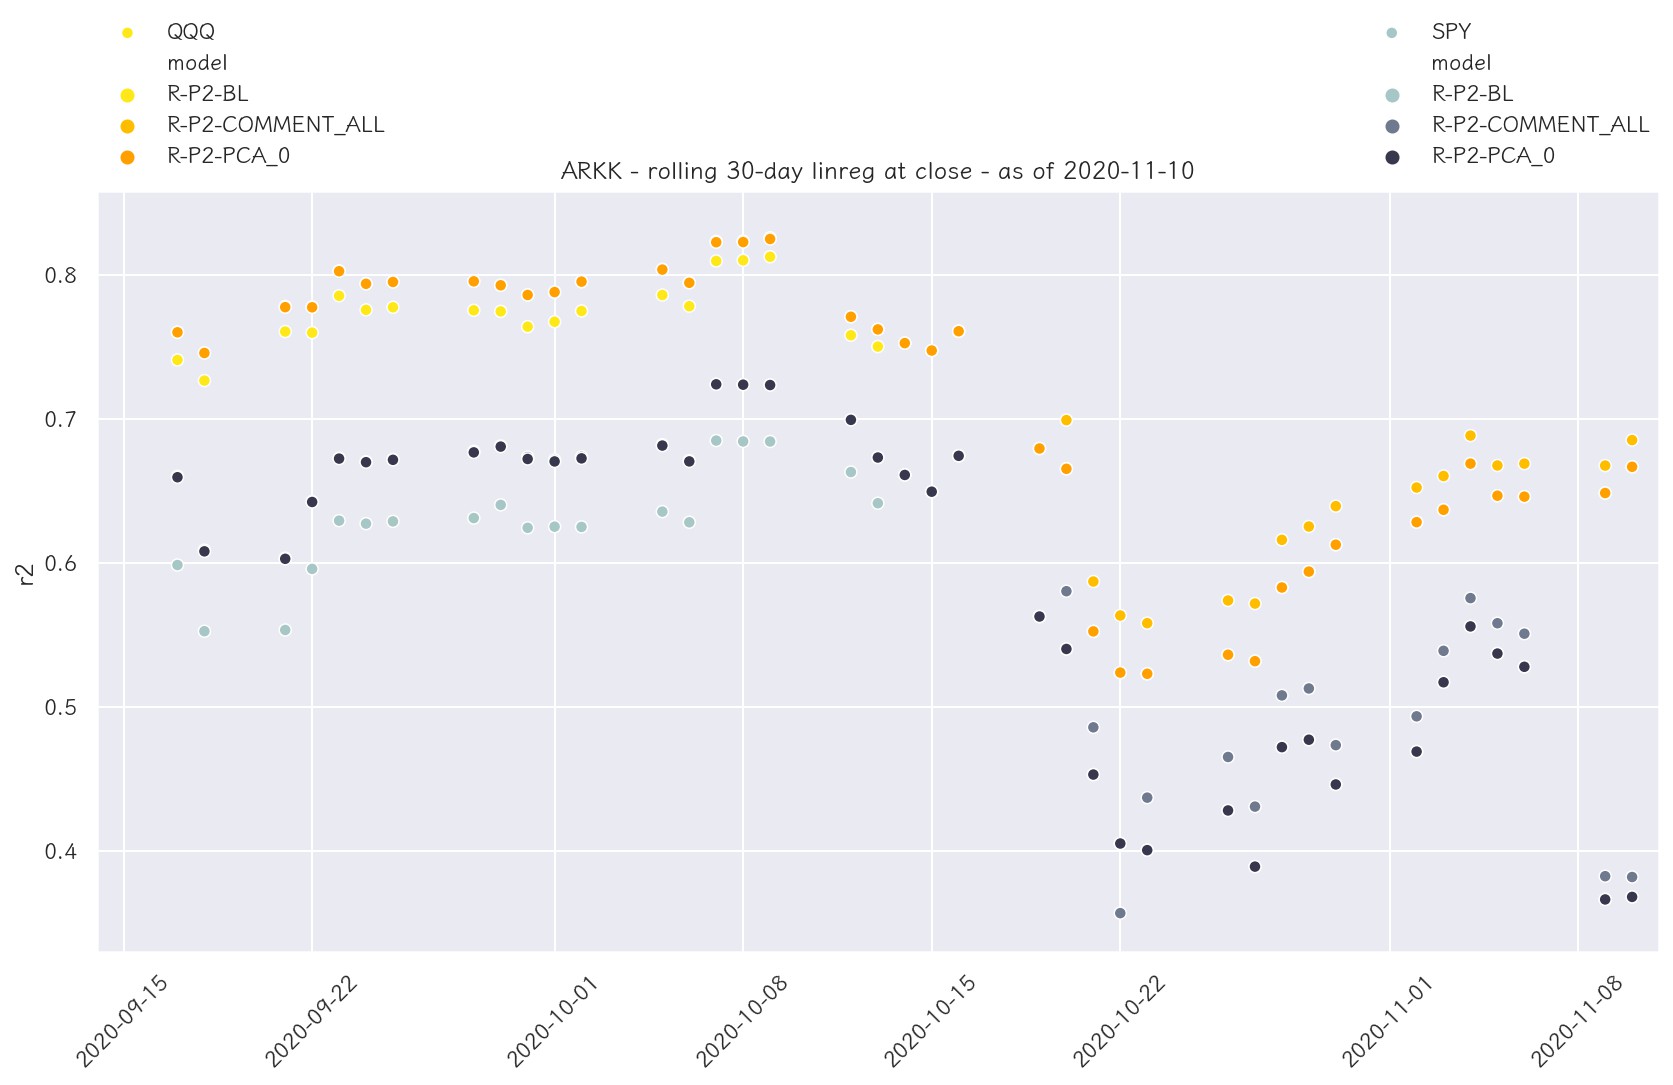 QQQ
model
R-P2-BL
R-P2-COMMENT_ALL
R-P2-PCA_0
SPY
model
R-P2-BL
R-P2-COMMENT_ALL
R-P2-PCA_0
ARKK - rolling 30-day linreg at close - as of 2020-11-10
r2
0.8
0.7
0.6
0.5
0.4
2020-09-15
2020-09-22
2020-10-01
2020-10-08
2020-10-15
2020-10-22
2020-11-01
2020-11-08